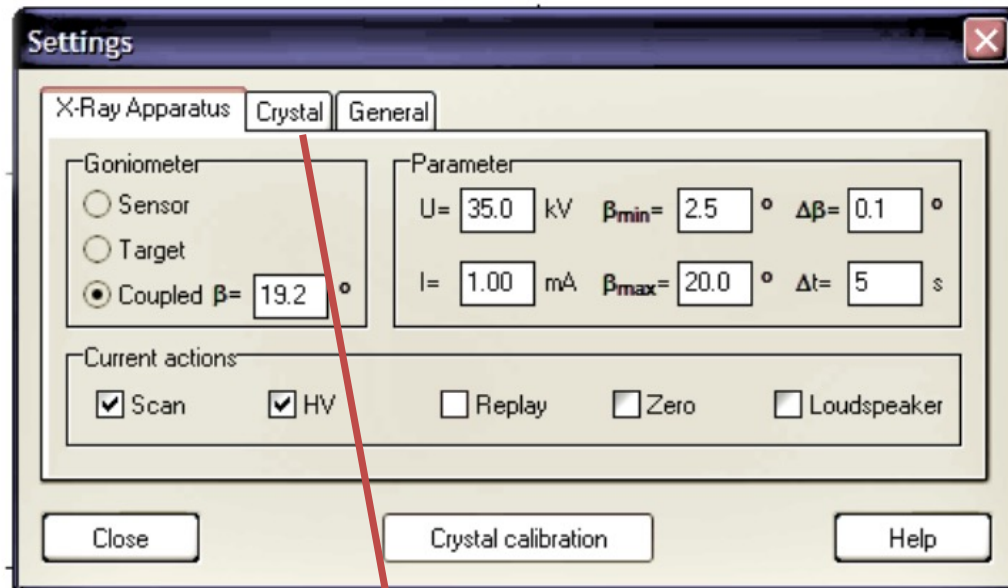 Settings
X-Ray Apparatus Crystal General
Goniometer
Sensor
Target
Coupled β= 19.2 °
Parameter
U= 35.0 kV βmin= 2.5 ° Δβ= 0.1 °
I= 1.00 mA βmax= 20.0 ° Δt= 5 s
Current actions
Scan HV Replay Zero Loudspeaker
Close Crystal calibration Help